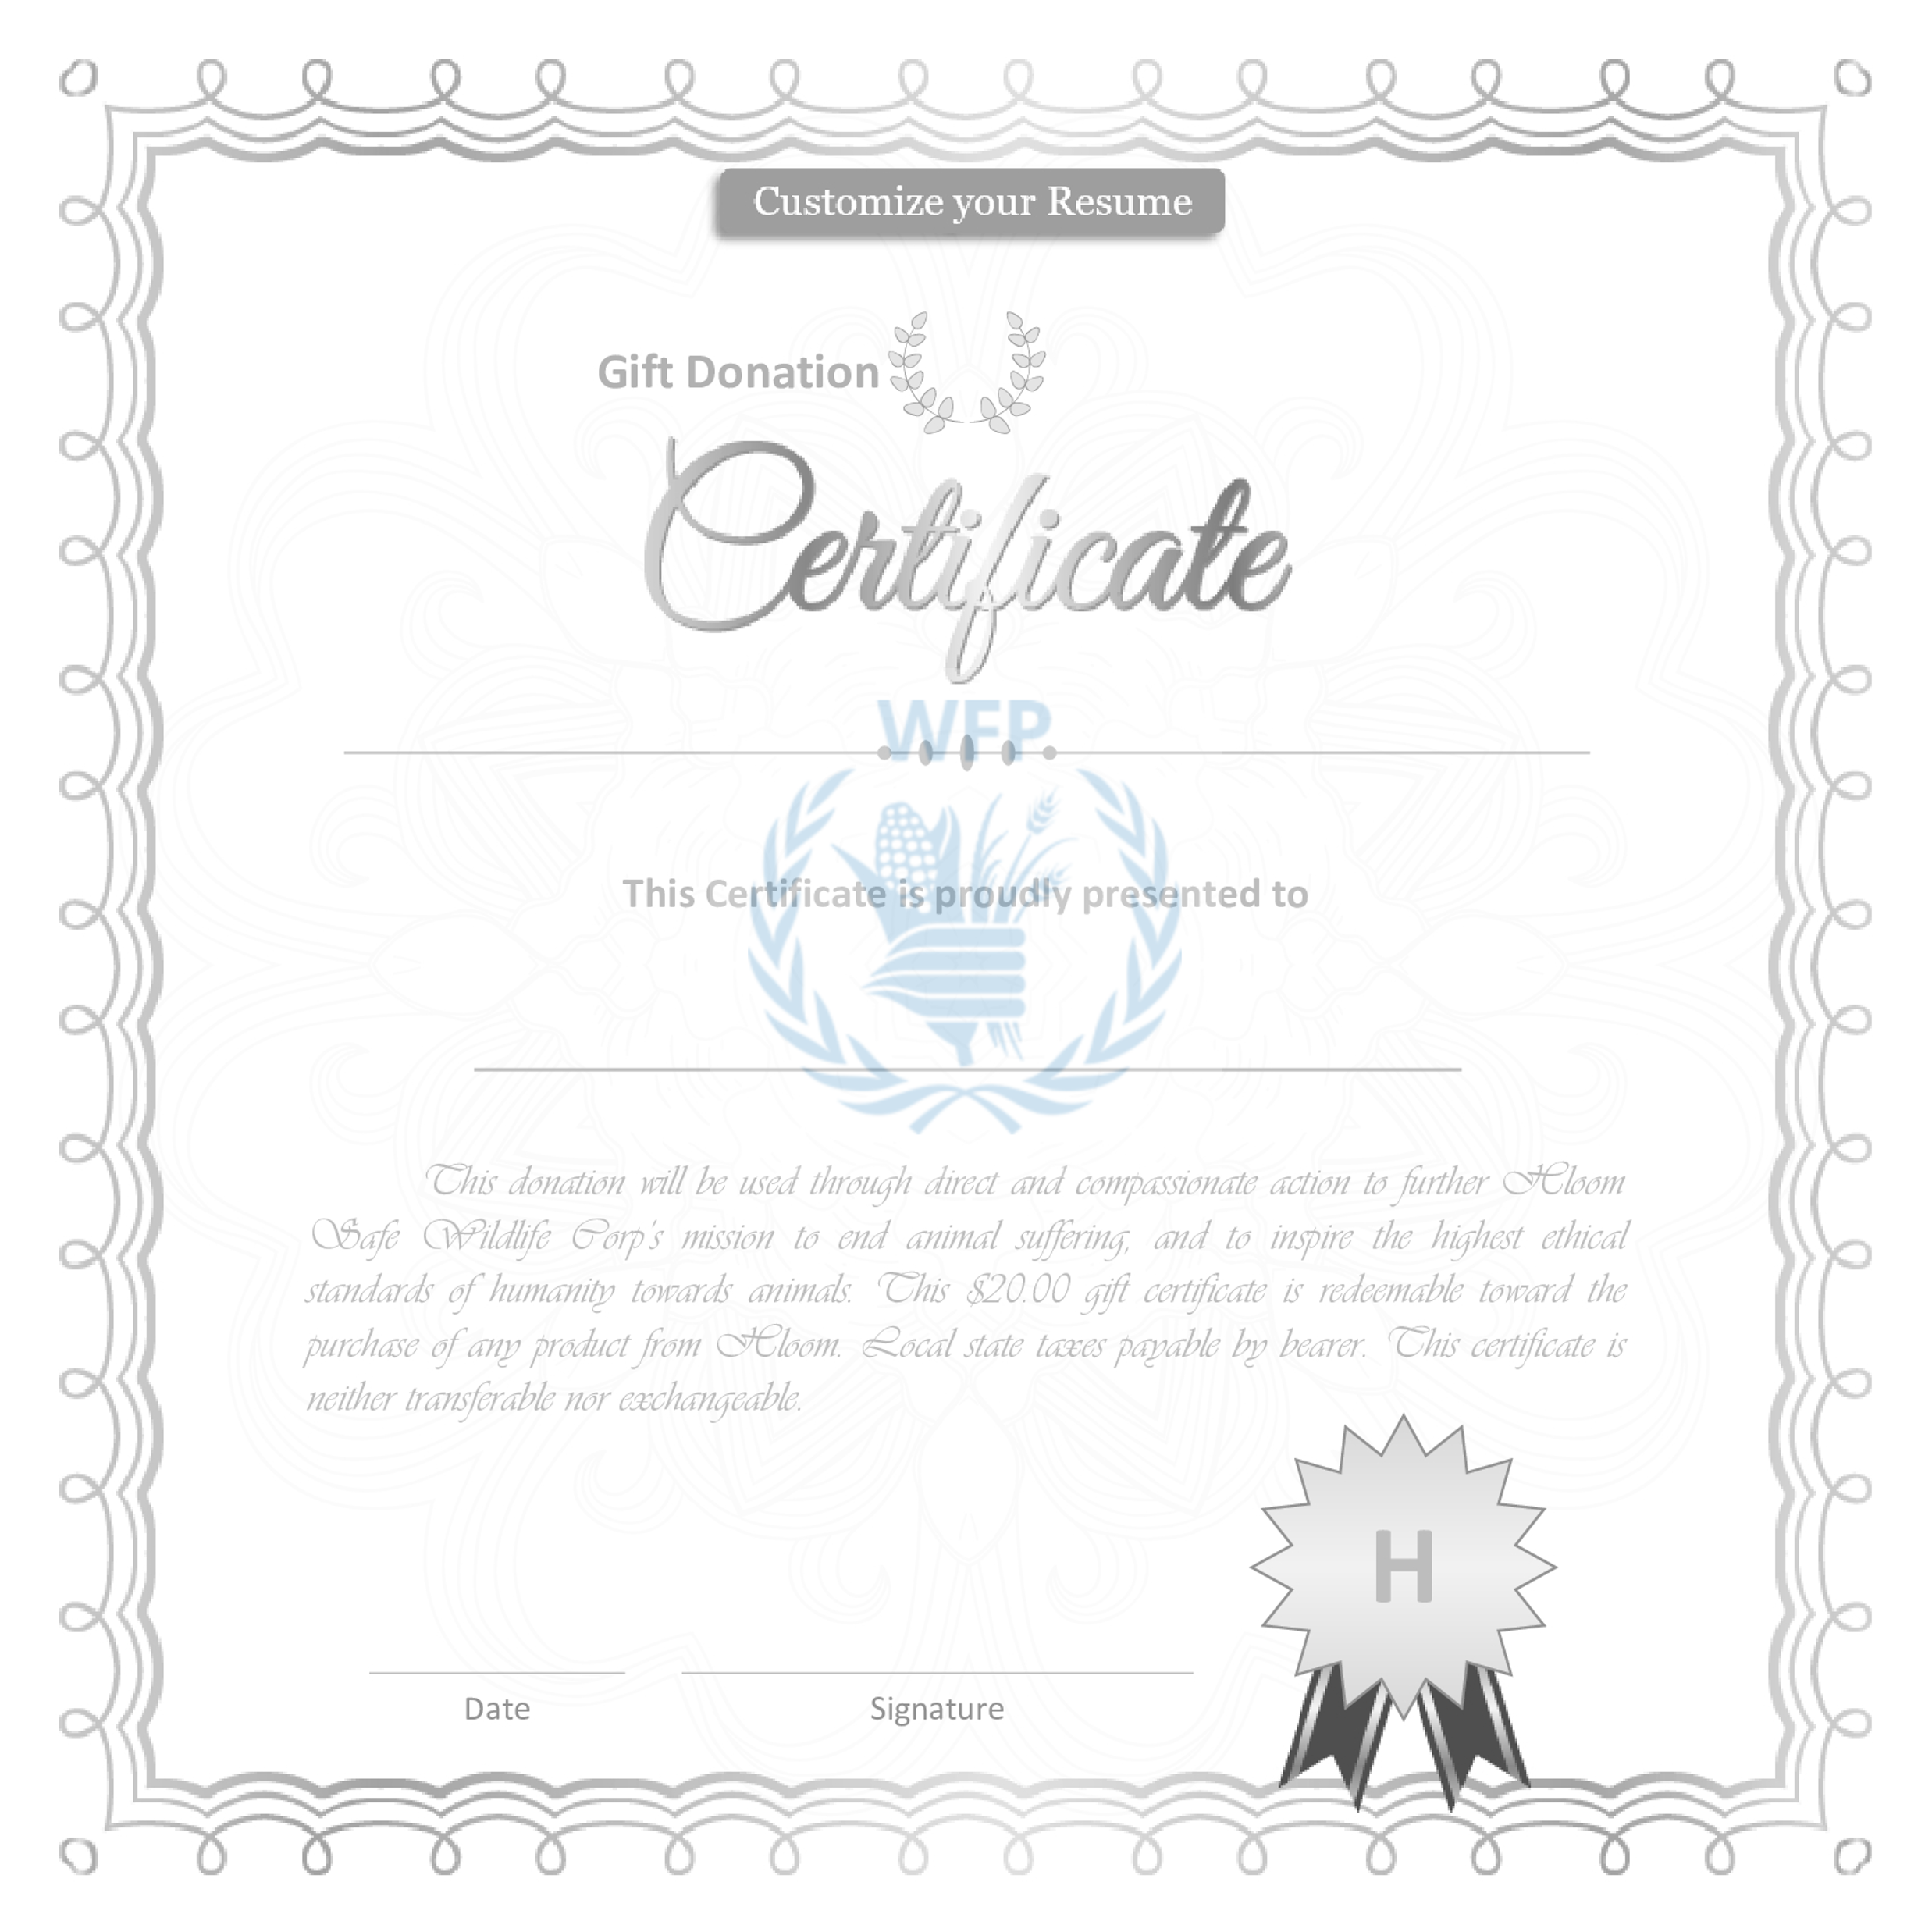 Customize your Resume
Gift Donation
Certificate
WFP
This Certificate is proudly presented to
This donation will be used through direct and compassionate action to further Hloom
Safe Wildlife Corp's mission to end animal suffering, and to inspire the highest ethical
standards of humanity towards animals. This $20.00 gift certificate is redeemable toward the
purchase of any product from Hloom. Local state taxes payable by bearer. This certificate is
neither transferable nor exchangeable.
H
Date
Signature